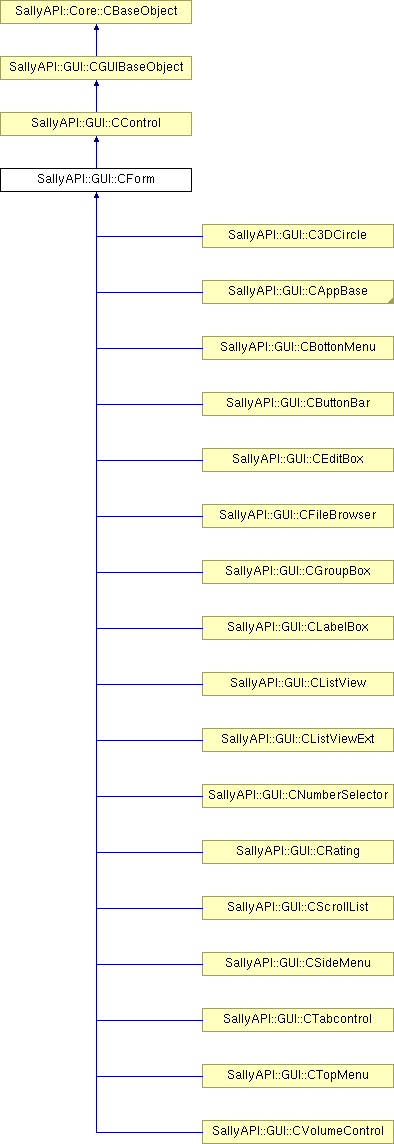 SallyAPI::Core::CBaseObject
SallyAPI::GUI::CGUIBaseObject
SallyAPI::GUI::CControl
SallyAPI::GUI::CForm
SallyAPI::GUI::C3DCircle
SallyAPI::GUI::CAppBase
SallyAPI::GUI::CBottonMenu
SallyAPI::GUI::CButtonBar
SallyAPI::GUI::CEditBox
SallyAPI::GUI::CFileBrowser
SallyAPI::GUI::CGroupBox
SallyAPI::GUI::CLabelBox
SallyAPI::GUI::CListView
SallyAPI::GUI::CListViewExt
SallyAPI::GUI::CNumberSelector
SallyAPI::GUI::CRating
SallyAPI::GUI::CScrollList
SallyAPI::GUI::CSideMenu
SallyAPI::GUI::CTabcontrol
SallyAPI::GUI::CTopMenu
SallyAPI::GUI::CVolumeControl